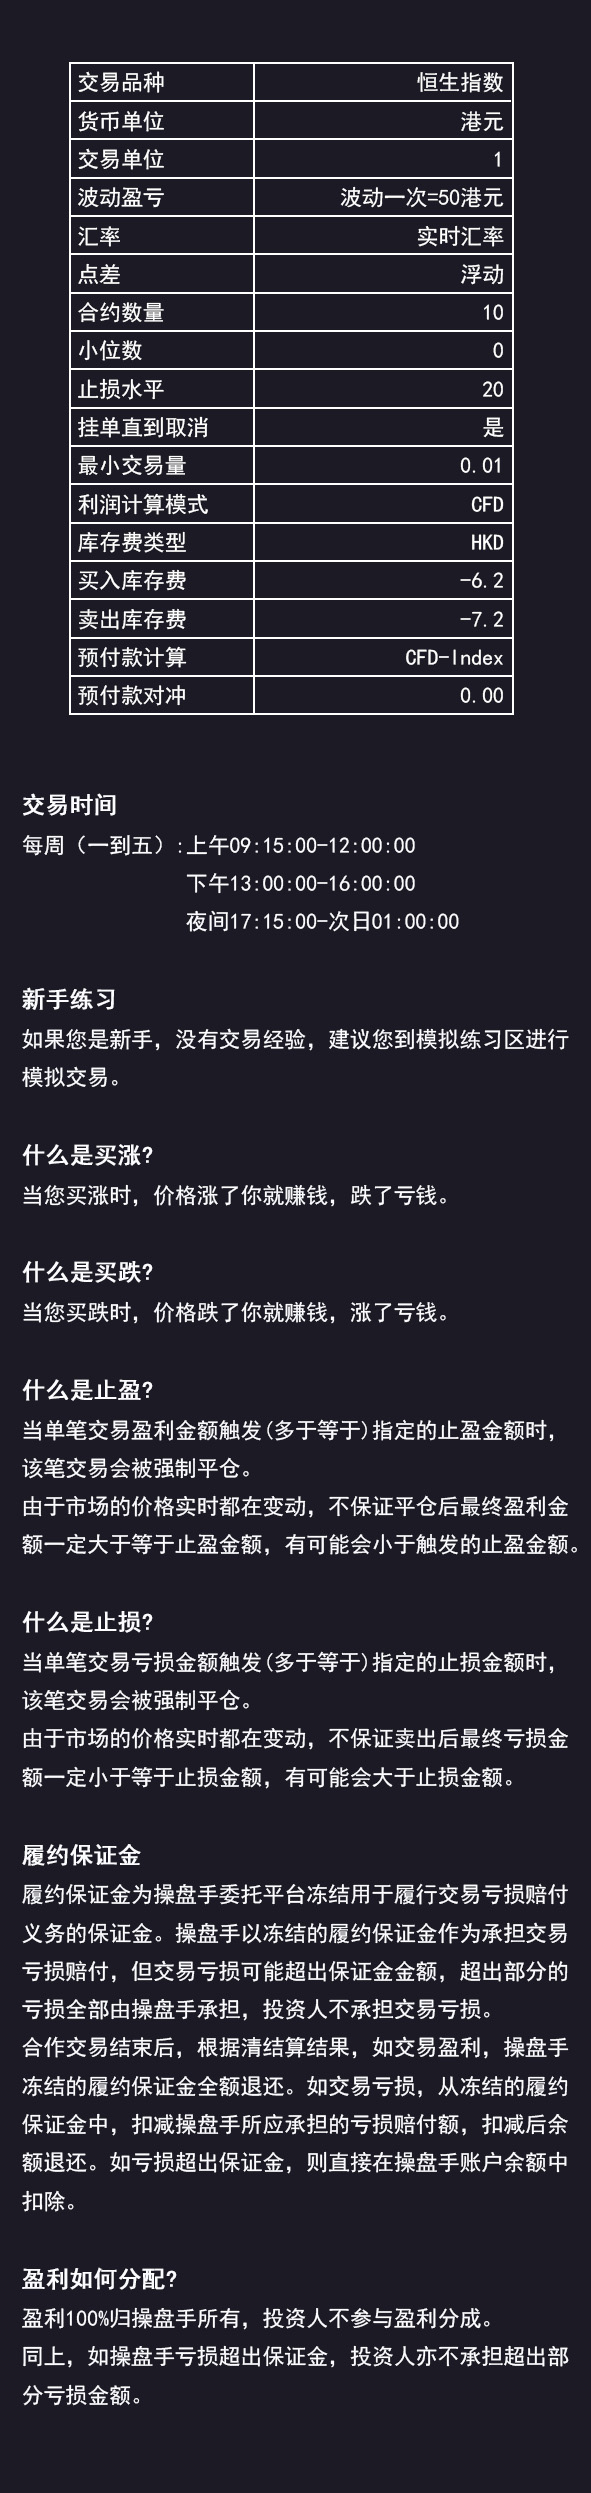 交易品种 恒生指数
货币单位 港元
交易单位 1
波动盈亏 波动一次=50港元
汇率 实时汇率
点差 浮动
合约数量 10
小位数 0
止损水平 20
挂单直到取消 是
最小交易量 0.01
利润计算模式 CFD
库存费类型 HKD
买入库存费 -6.2
卖出库存费 -7.2
预付款计算 CFD-Index
预付款对冲 0.00
交易时间
每周（一到五）:上午09:15:00-12:00:00
下午13:00:00-16:00:00
夜间17:15:00-次日01:00:00
新手练习
如果您是新手，没有交易经验，建议您到模拟练习区进行
模拟交易。
什么是买涨?
当您买涨时，价格涨了你就赚钱，跌了亏钱。
什么是买跌?
当您买跌时，价格跌了你就赚钱，涨了亏钱。
什么是止盈?
当单笔交易盈利金额触发(多于等于)指定的止盈金额时，
该笔交易会被强制平仓。
由于市场的价格实时都在变动，不保证平仓后最终盈利金
额一定大于等于止盈金额，有可能会小于触发的止盈金额。
什么是止损?
当单笔交易亏损金额触发(多于等于)指定的止损金额时，
该笔交易会被强制平仓。
由于市场的价格实时都在变动，不保证卖出后最终亏损金
额一定小于等于止损金额，有可能会大于止损金额。
履约保证金
履约保证金为操盘手委托平台冻结用于履行交易亏损赔付
义务的保证金。操盘手以冻结的履约保证金作为承担交易
亏损赔付，但交易亏损可能超出保证金金额，超出部分的
亏损全部由操盘手承担，投资人不承担交易亏损。
合作交易结束后，根据清结算结果，如交易盈利，操盘手
冻结的履约保证金全额退还。如交易亏损，从冻结的履约
保证金中，扣减操盘手所应承担的亏损赔付额，扣减后余
额退还。如亏损超出保证金，则直接在操盘手账户余额中
扣除。
盈利如何分配?
盈利100%归操盘手所有，投资人不参与盈利分成。
同上，如操盘手亏损超出保证金，投资人亦不承担超出部
分亏损金额。